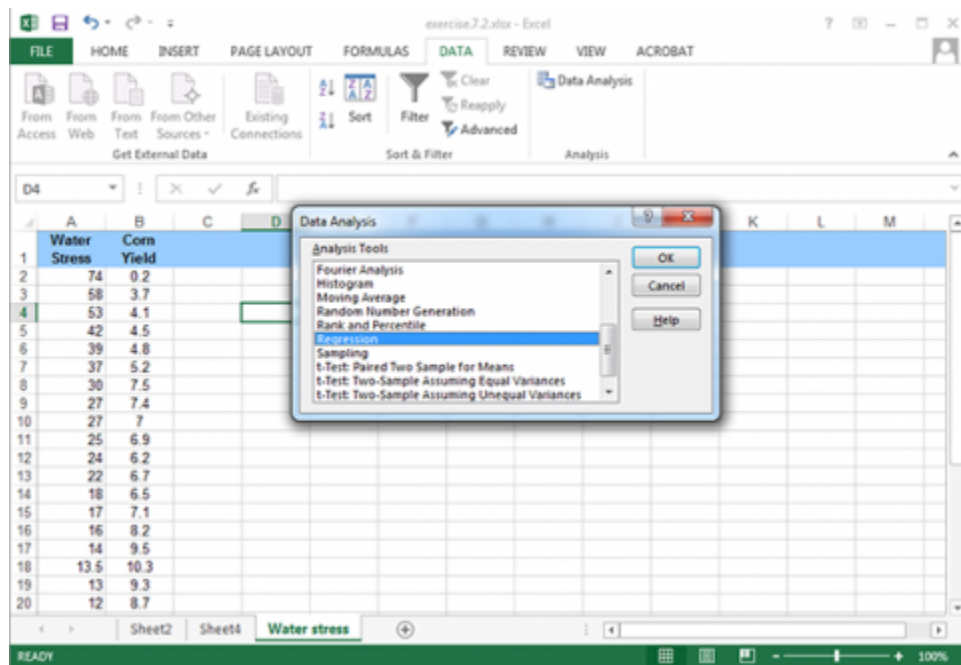 exercise.7.2.xlsx - Excel
FILE HOME INSERT PAGE LAYOUT FORMULAS DATA REVIEW VIEW ACROBAT
From Access
From Web
From Text
From Other Sources
Existing Connections
Get External Data
Sort
Filter
Clear
Reapply
Advanced
Sort & Filter
Data Analysis
Analysis
D4 fx
A B C D K L M
1 Water Stress Corn Yield
2 74 0.2
3 58 3.7
4 53 4.1
5 42 4.5
6 39 4.8
7 37 5.2
8 30 7.5
9 27 7.4
10 27 7
11 25 6.9
12 24 6.2
13 22 6.7
14 18 6.5
15 17 7.1
16 16 8.2
17 14 9.5
18 13.5 10.3
19 13 9.3
20 12 8.7
Data Analysis
Analysis Tools
Fourier Analysis
Histogram
Moving Average
Random Number Generation
Rank and Percentile
Regression
Sampling
t-Test: Paired Two Sample for Means
t-Test: Two-Sample Assuming Equal Variances
t-Test: Two-Sample Assuming Unequal Variances
OK
Cancel
Help
Sheet2 Sheet4 Water stress
READY 100%